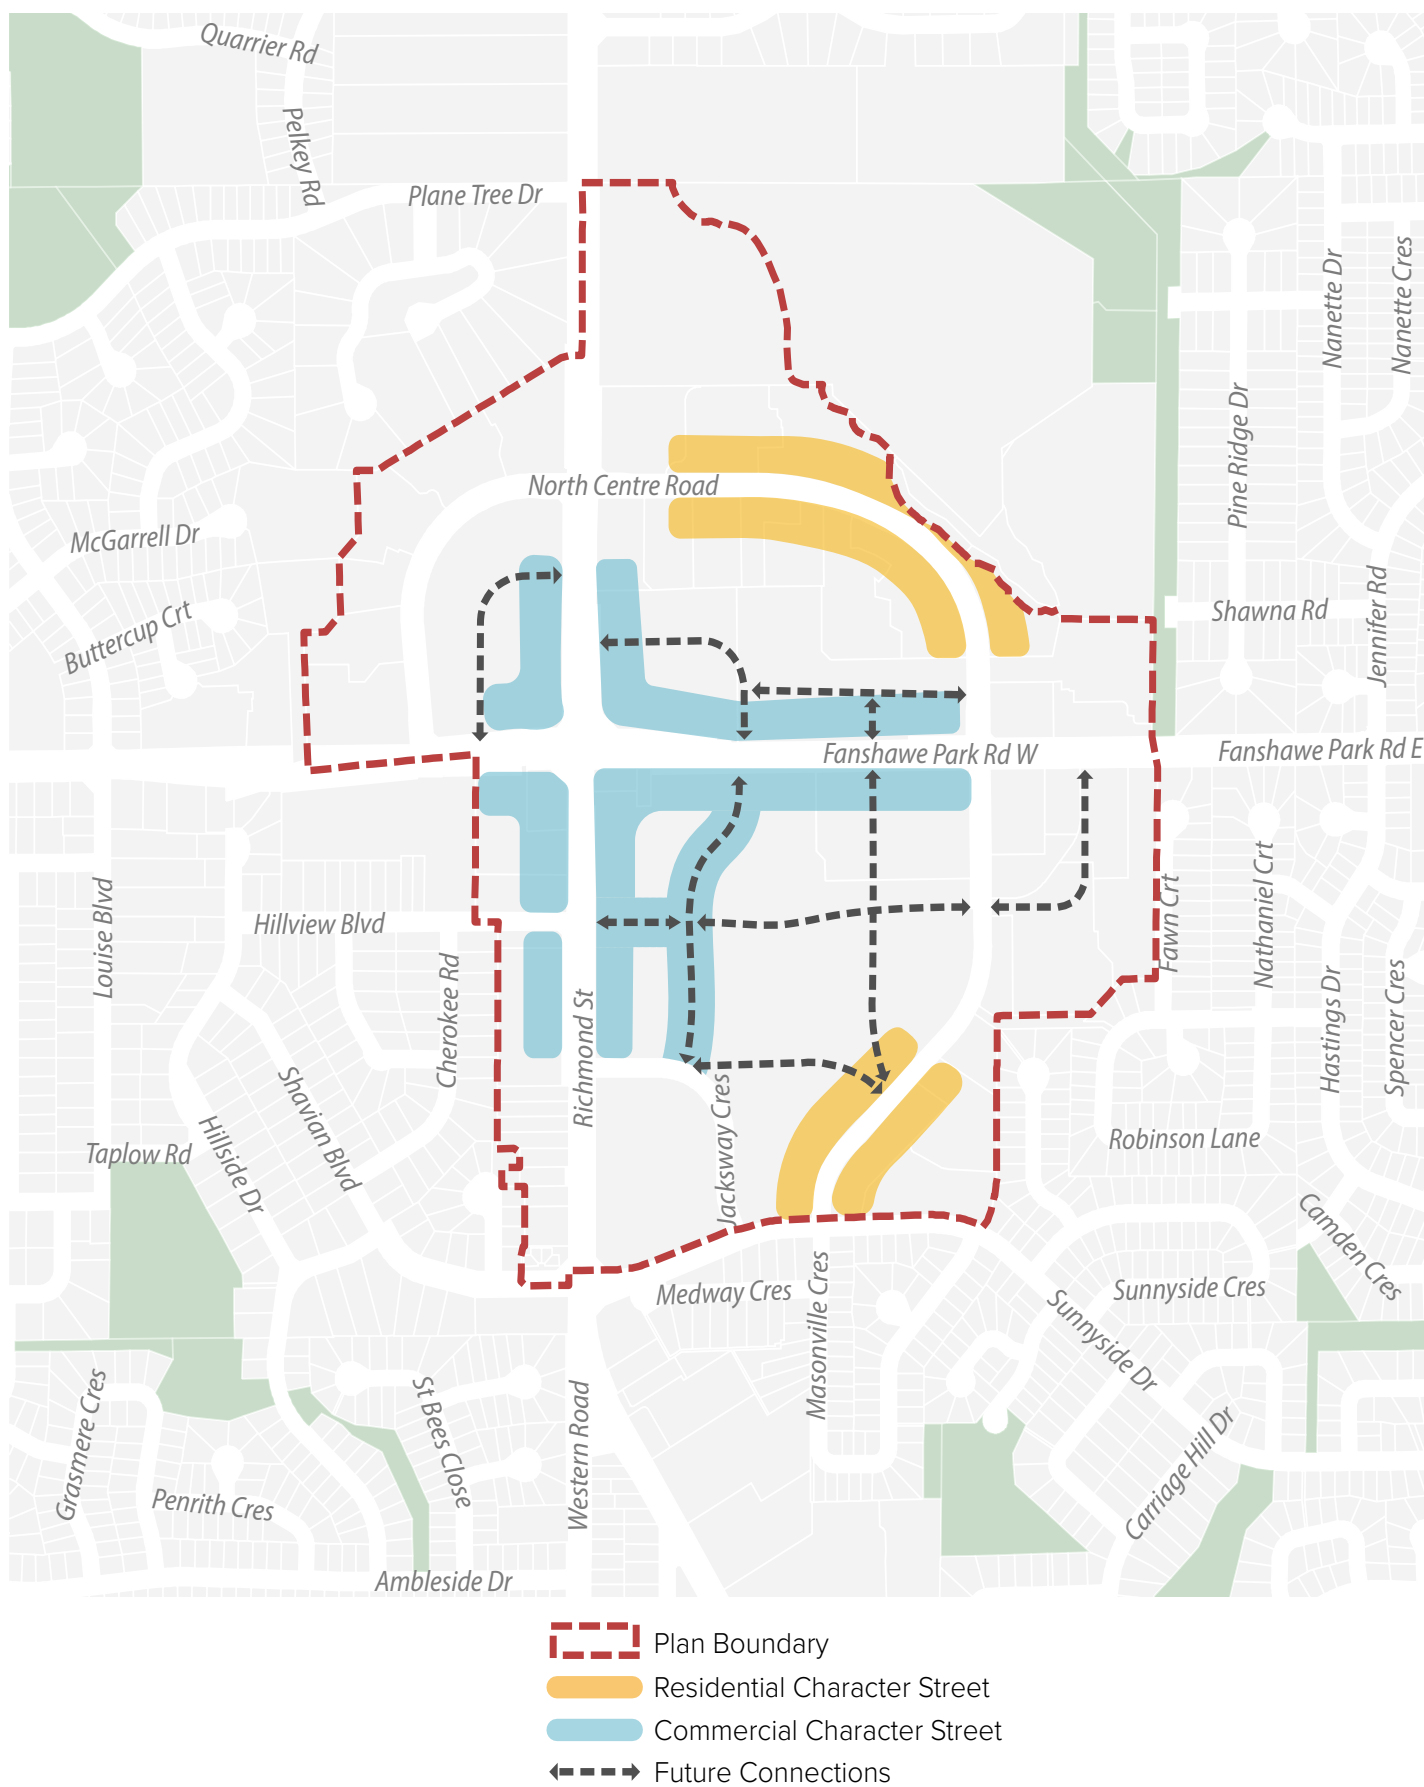 Quarrier Rd
Pelkey Rd
Plane Tree Dr
Nanette Dr
Nanette Cres
Pine Ridge Dr
North Centre Road
McGarrell Dr
Buttercup Crt
Shawna Rd
Jennifer Rd
Fanshawe Park Rd W
Fanshawe Park Rd E
Louise Blvd
Hillview Blvd
Cherokee Rd
Richmond St
Fawn Crt
Nathaniel Crt
Hastings Dr
Spencer Cres
Shavian Blvd
Hillside Dr
Taplow Rd
Jacksway Cres
Robinson Lane
Camden Cres
Medway Cres
Masonville Cres
Sunnyside Cres
Sunnyside Dr
Grasmere Cres
St Bees Close
Western Road
Carriage Hill Dr
Penrith Cres
Ambleside Dr
Plan Boundary
Residential Character Street
Commercial Character Street
Future Connections